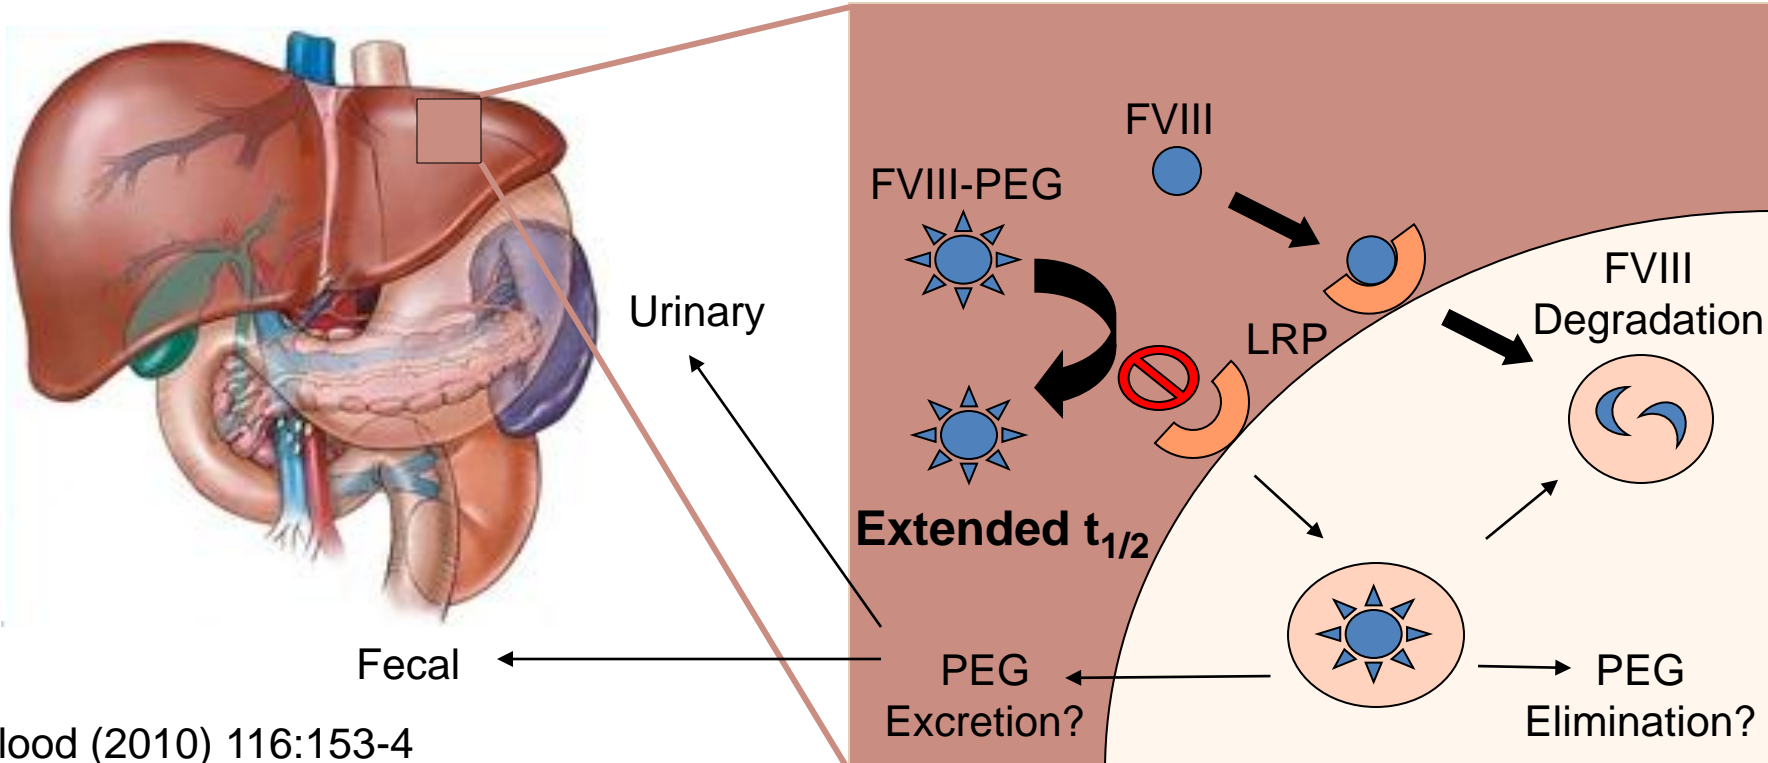 FVIII
FVIII-PEG
FVIII
Degradation
Urinary
LRP
Extended t1/2
Fecal
PEG
Excretion?
PEG
Elimination?
lood (2010) 116:153-4